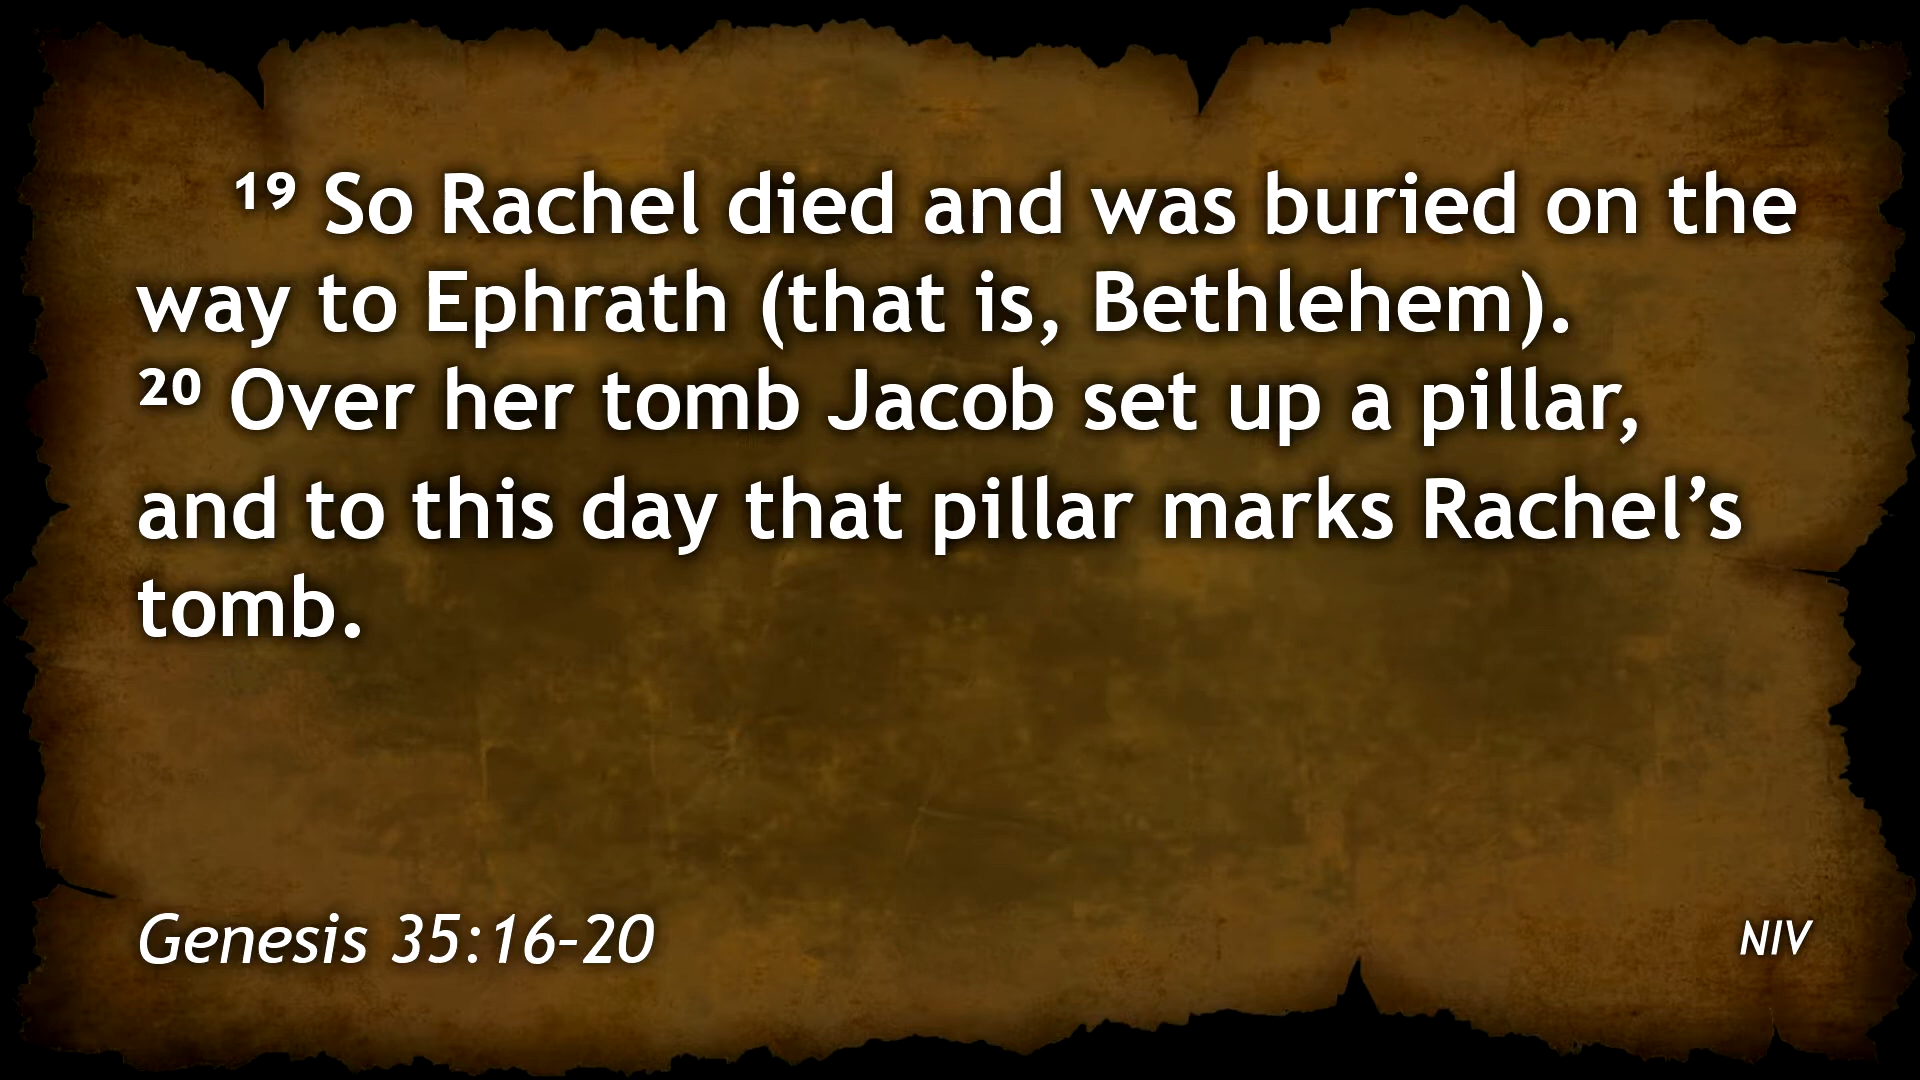 ¹⁹ So Rachel died and was buried on the
way to Ephrath (that is, Bethlehem).
²⁰ Over her tomb Jacob set up a pillar,
and to this day that pillar marks Rachel’s
tomb.
Genesis 35:16–20
NIV